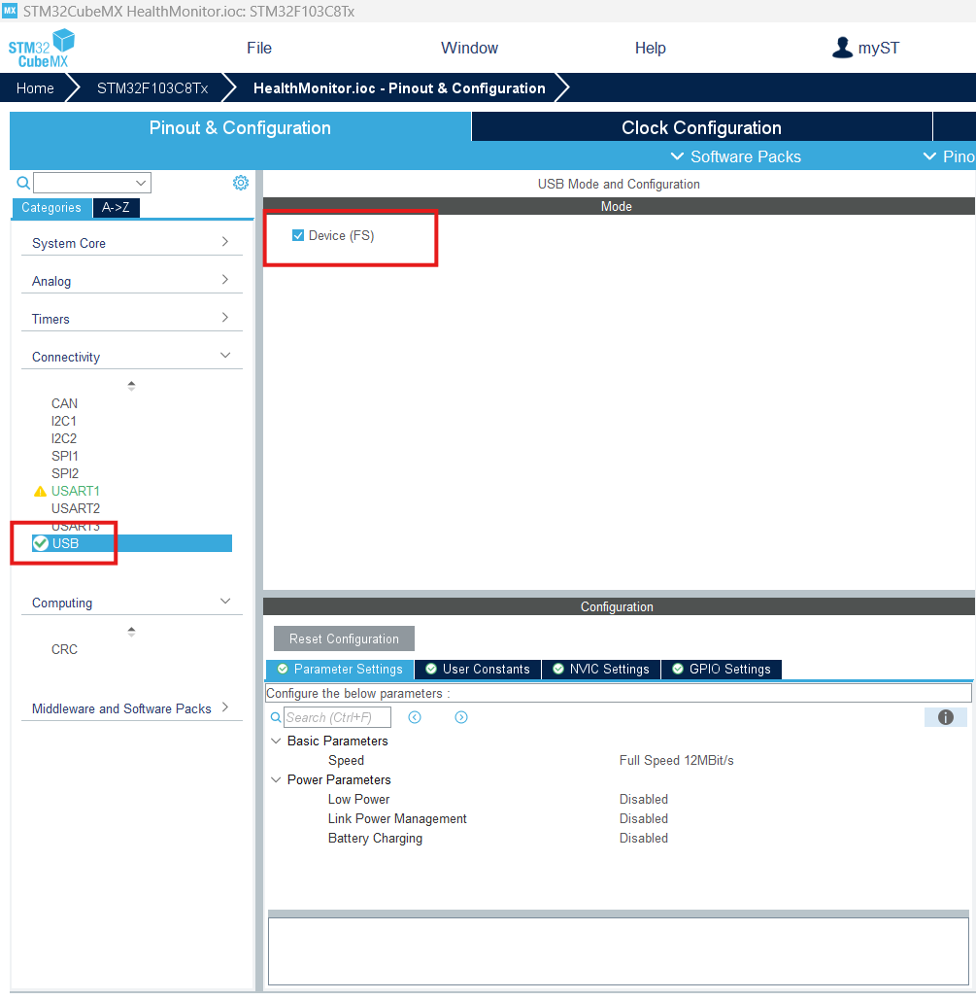 MX STM32CubeMX HealthMonitor.ioc: STM32F103C8Tx
STM32
CubeMX
File Window Help myST
Home STM32F103C8Tx HealthMonitor.ioc - Pinout & Configuration
Pinout & Configuration Clock Configuration
Software Packs Pino
USB Mode and Configuration
Categories A->Z
Mode
Device (FS)
System Core
Analog
Timers
Connectivity
CAN
I2C1
I2C2
SPI1
SPI2
USART1
USART2
USART3
USB
Computing
CRC
Middleware and Software Packs
Configuration
Reset Configuration
Parameter Settings User Constants NVIC Settings GPIO Settings
Configure the below parameters :
Search (Ctrl+F)
Basic Parameters
Speed Full Speed 12MBit/s
Power Parameters
Low Power Disabled
Link Power Management Disabled
Battery Charging Disabled